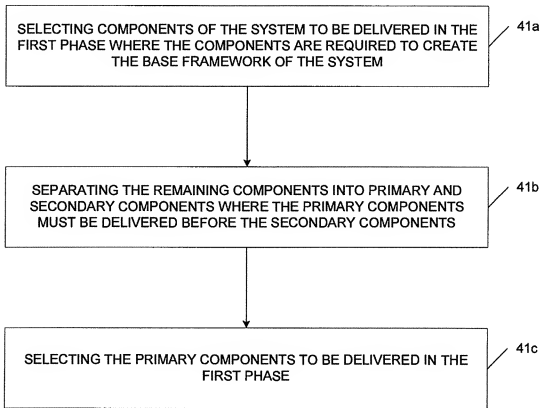 SELECTING COMPONENTS OF THE SYSTEM TO BE DELIVERED IN THE
FIRST PHASE WHERE THE COMPONENTS ARE REQUIRED TO CREATE
THE BASE FRAMEWORK OF THE SYSTEM
41a
SEPARATING THE REMAINING COMPONENTS INTO PRIMARY AND
SECONDARY COMPONENTS WHERE THE PRIMARY COMPONENTS
MUST BE DELIVERED BEFORE THE SECONDARY COMPONENTS
41b
SELECTING THE PRIMARY COMPONENTS TO BE DELIVERED IN THE
FIRST PHASE
41c